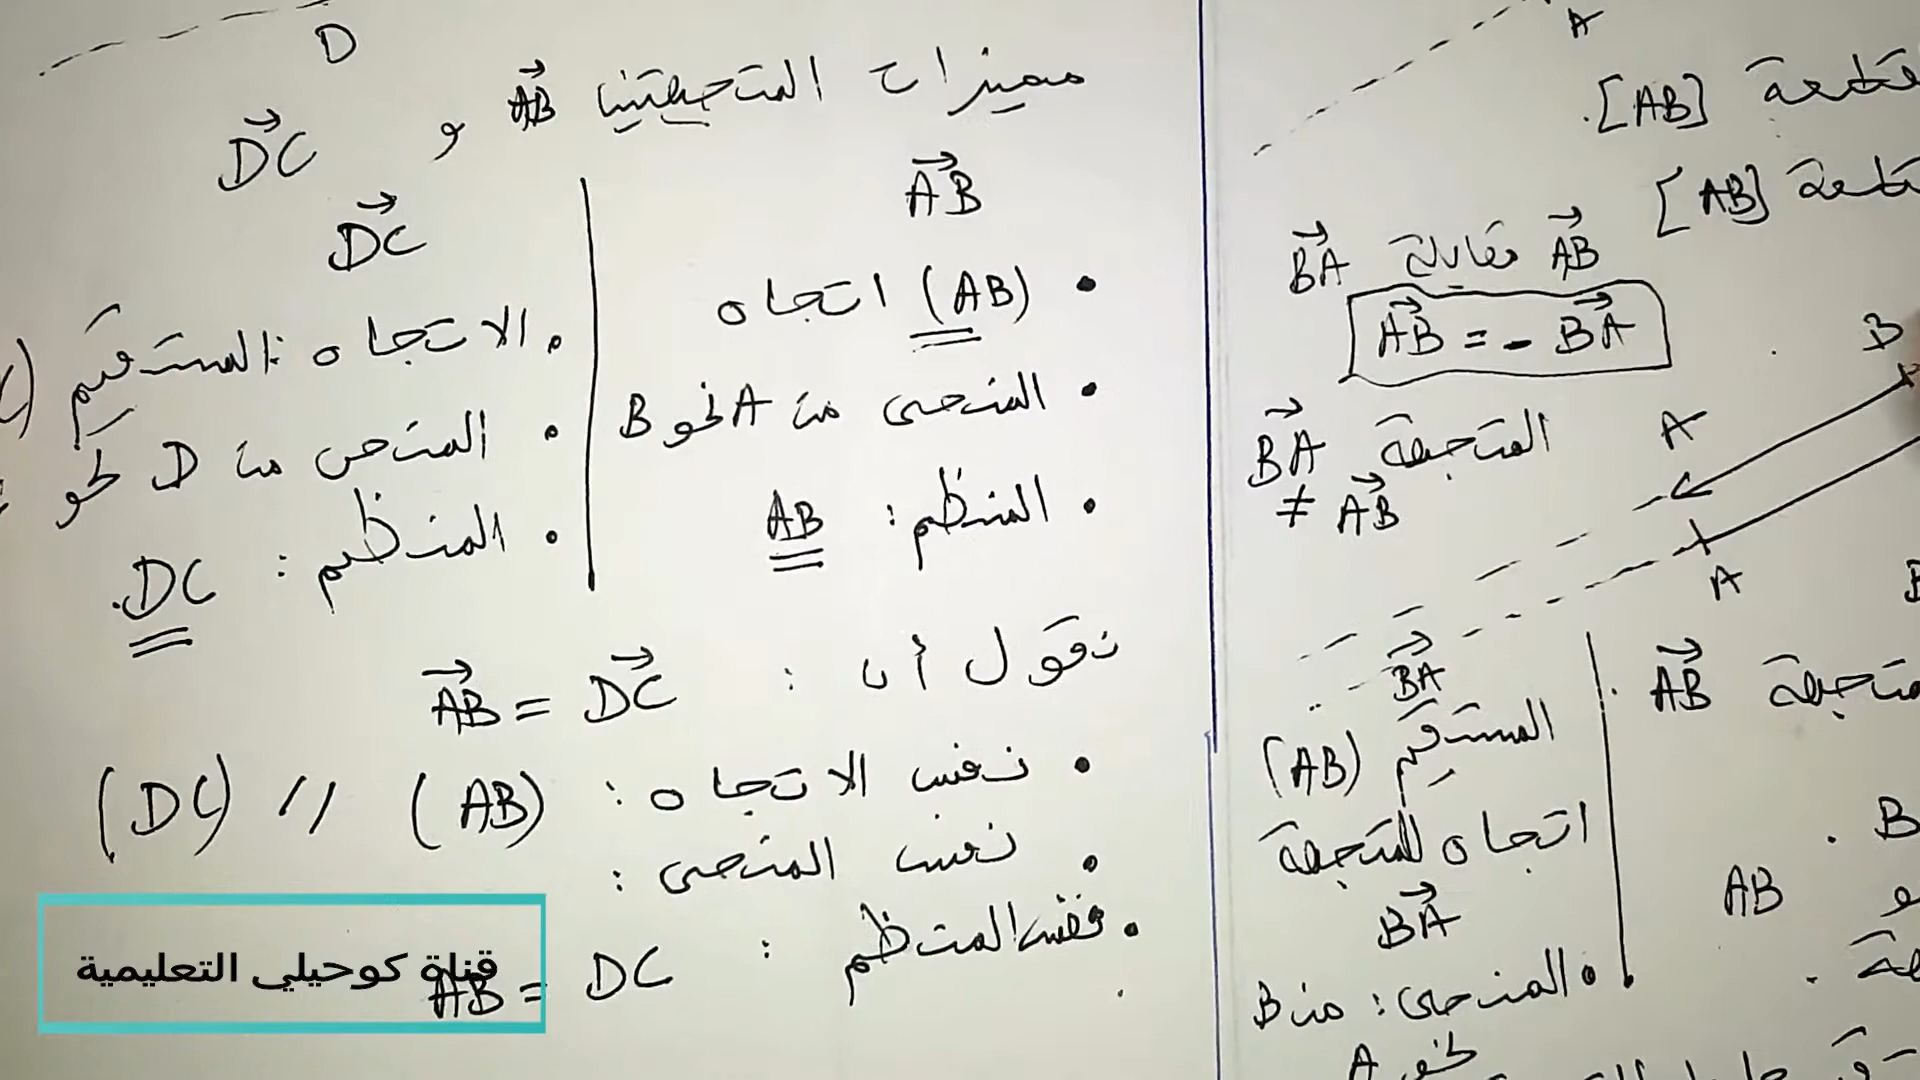 D
مميزات المتجهتين AB→ و DC→
AB→
• (AB) اتجاه
• المنحى من A نحو B
• المنظم: AB
DC→
• الاتجاه: المستقيم
• المنحى من D نحو
• المنظم: DC.
نقول أن: AB→ = DC→
• نفس الاتجاه: (AB) // (DC)
• نفس المنحى:
• نفس المنظم: AB = DC
قناة كوحيلي التعليمية
A
[AB].
[AB]
AB→ مقابلة BA→
AB→ = - BA→
B
المتجهة BA→
≠ AB→
A
A
B
AB→
B.
AB و
BA→
المستقيم (AB)
اتجاه للمتجهة
BA→
• المنحى: من B
نحو A